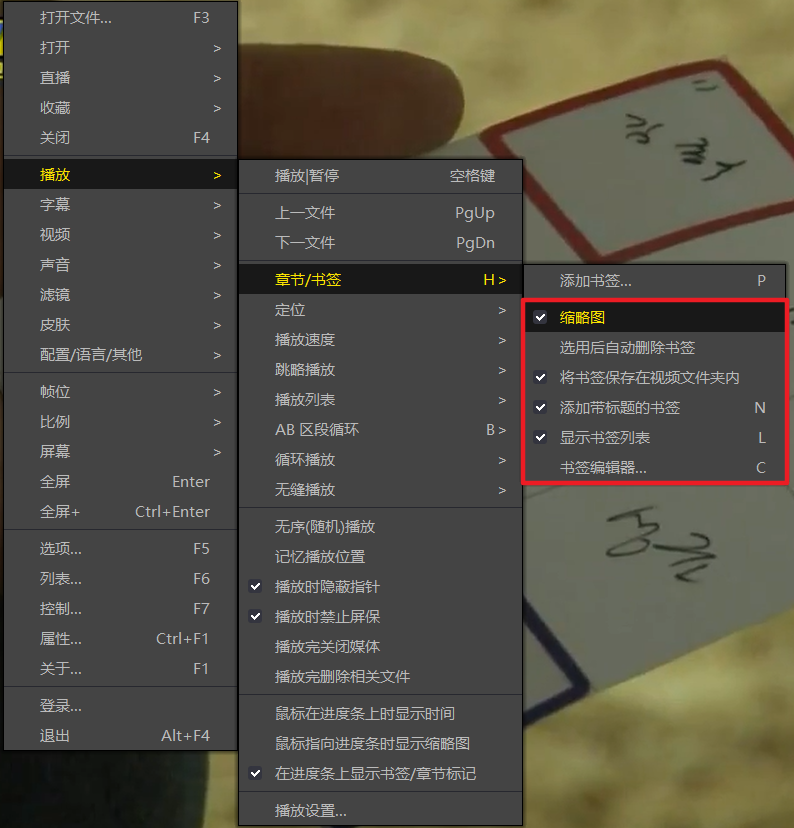 打开文件... F3
打开 >
直播 >
收藏 >
关闭 F4
播放 >
字幕 >
视频 >
声音 >
滤镜 >
皮肤 >
配置/语言/其他 >
帧位 >
比例 >
屏幕 >
全屏 Enter
全屏+ Ctrl+Enter
选项... F5
列表... F6
控制... F7
属性... Ctrl+F1
关于... F1
登录...
退出 Alt+F4
播放|暂停 空格键
上一文件 PgUp
下一文件 PgDn
章节/书签 H >
定位 >
播放速度 >
跳略播放 >
播放列表 >
AB 区段循环 B >
循环播放 >
无缝播放 >
无序(随机)播放
记忆播放位置
播放时隐蔽指针
播放时禁止屏保
播放完关闭媒体
播放完删除相关文件
鼠标在进度条上时显示时间
鼠标指向进度条时显示缩略图
在进度条上显示书签/章节标记
播放设置...
添加书签... P
缩略图
选用后自动删除书签
将书签保存在视频文件夹内
添加带标题的书签 N
显示书签列表 L
书签编辑器... C